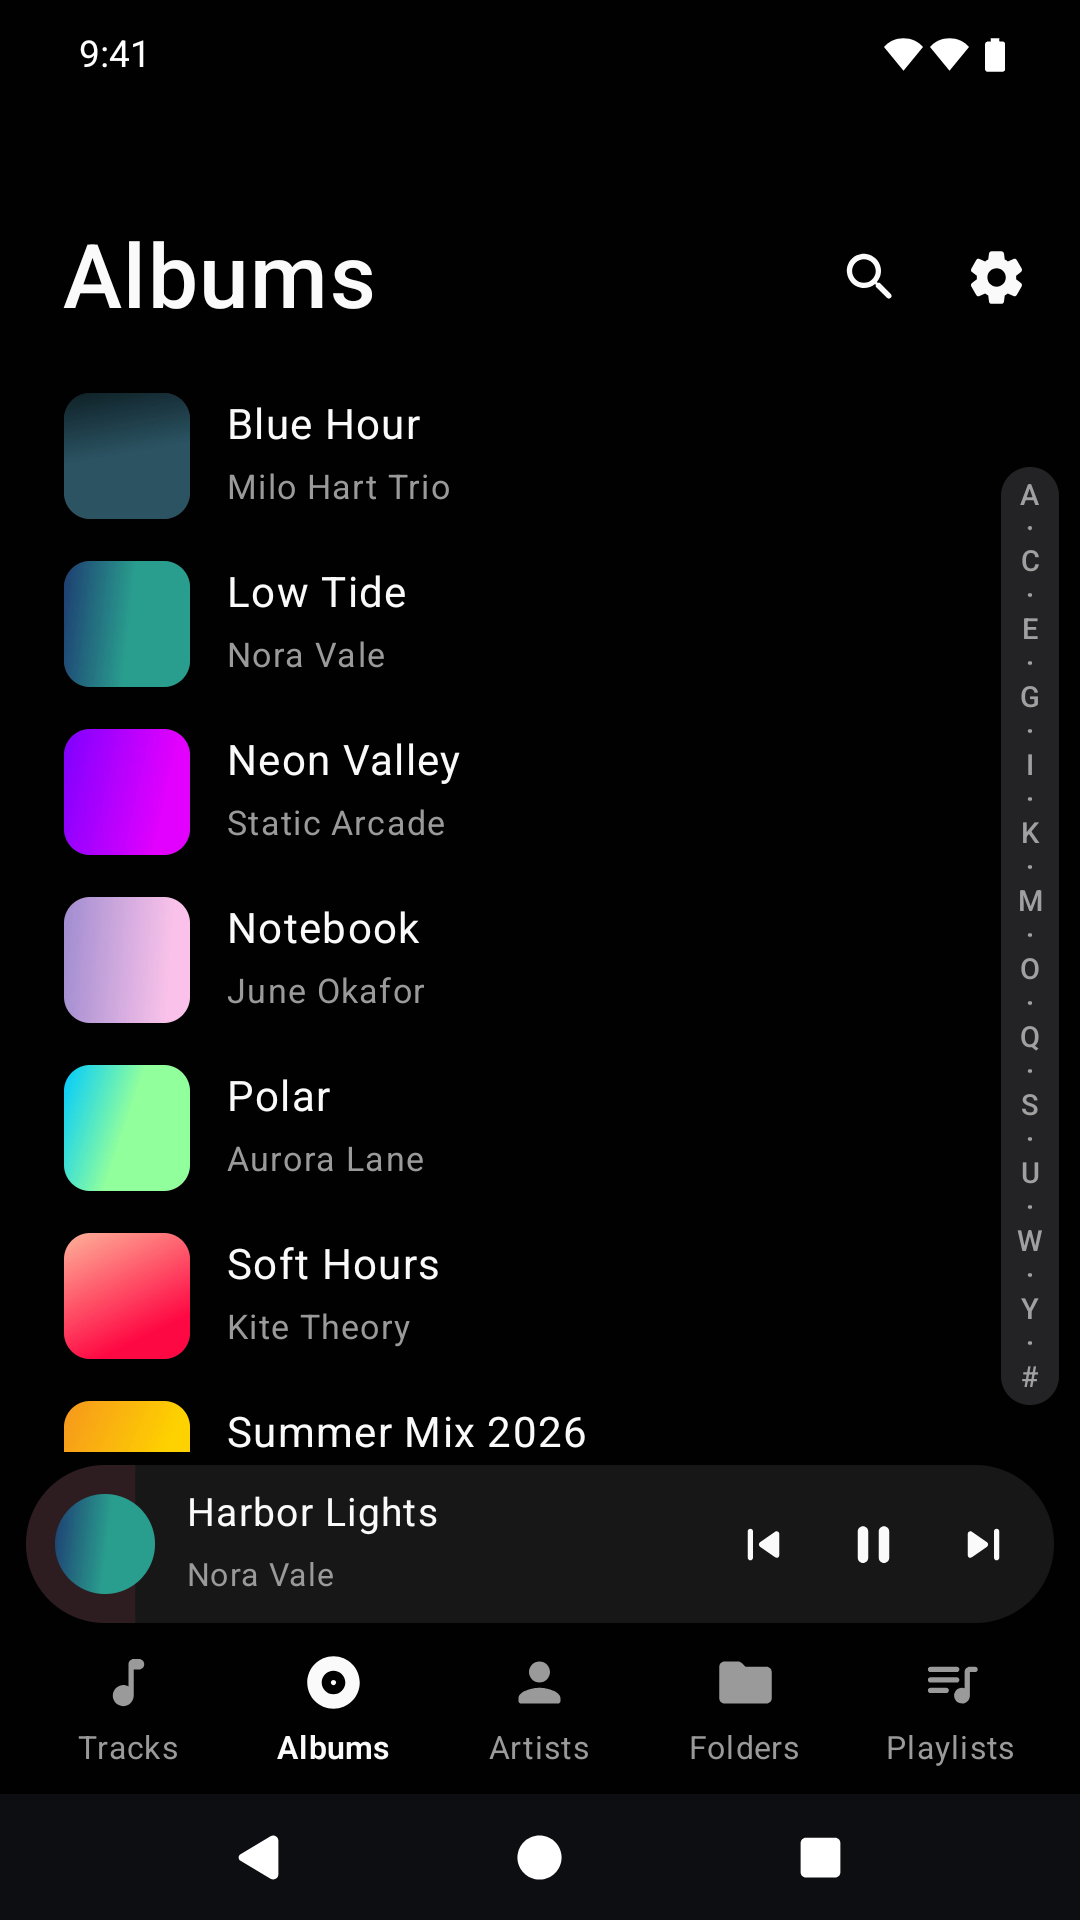 9:41
Albums
Blue Hour
Milo Hart Trio
Low Tide
Nora Vale
Neon Valley
Static Arcade
Notebook
June Okafor
Polar
Aurora Lane
Soft Hours
Kite Theory
Summer Mix 2026
A
•
C
•
E
•
G
•
I
•
K
•
M
•
O
•
Q
•
S
•
U
•
W
•
Y
•
#
Harbor Lights
Nora Vale
Tracks
Albums
Artists
Folders
Playlists